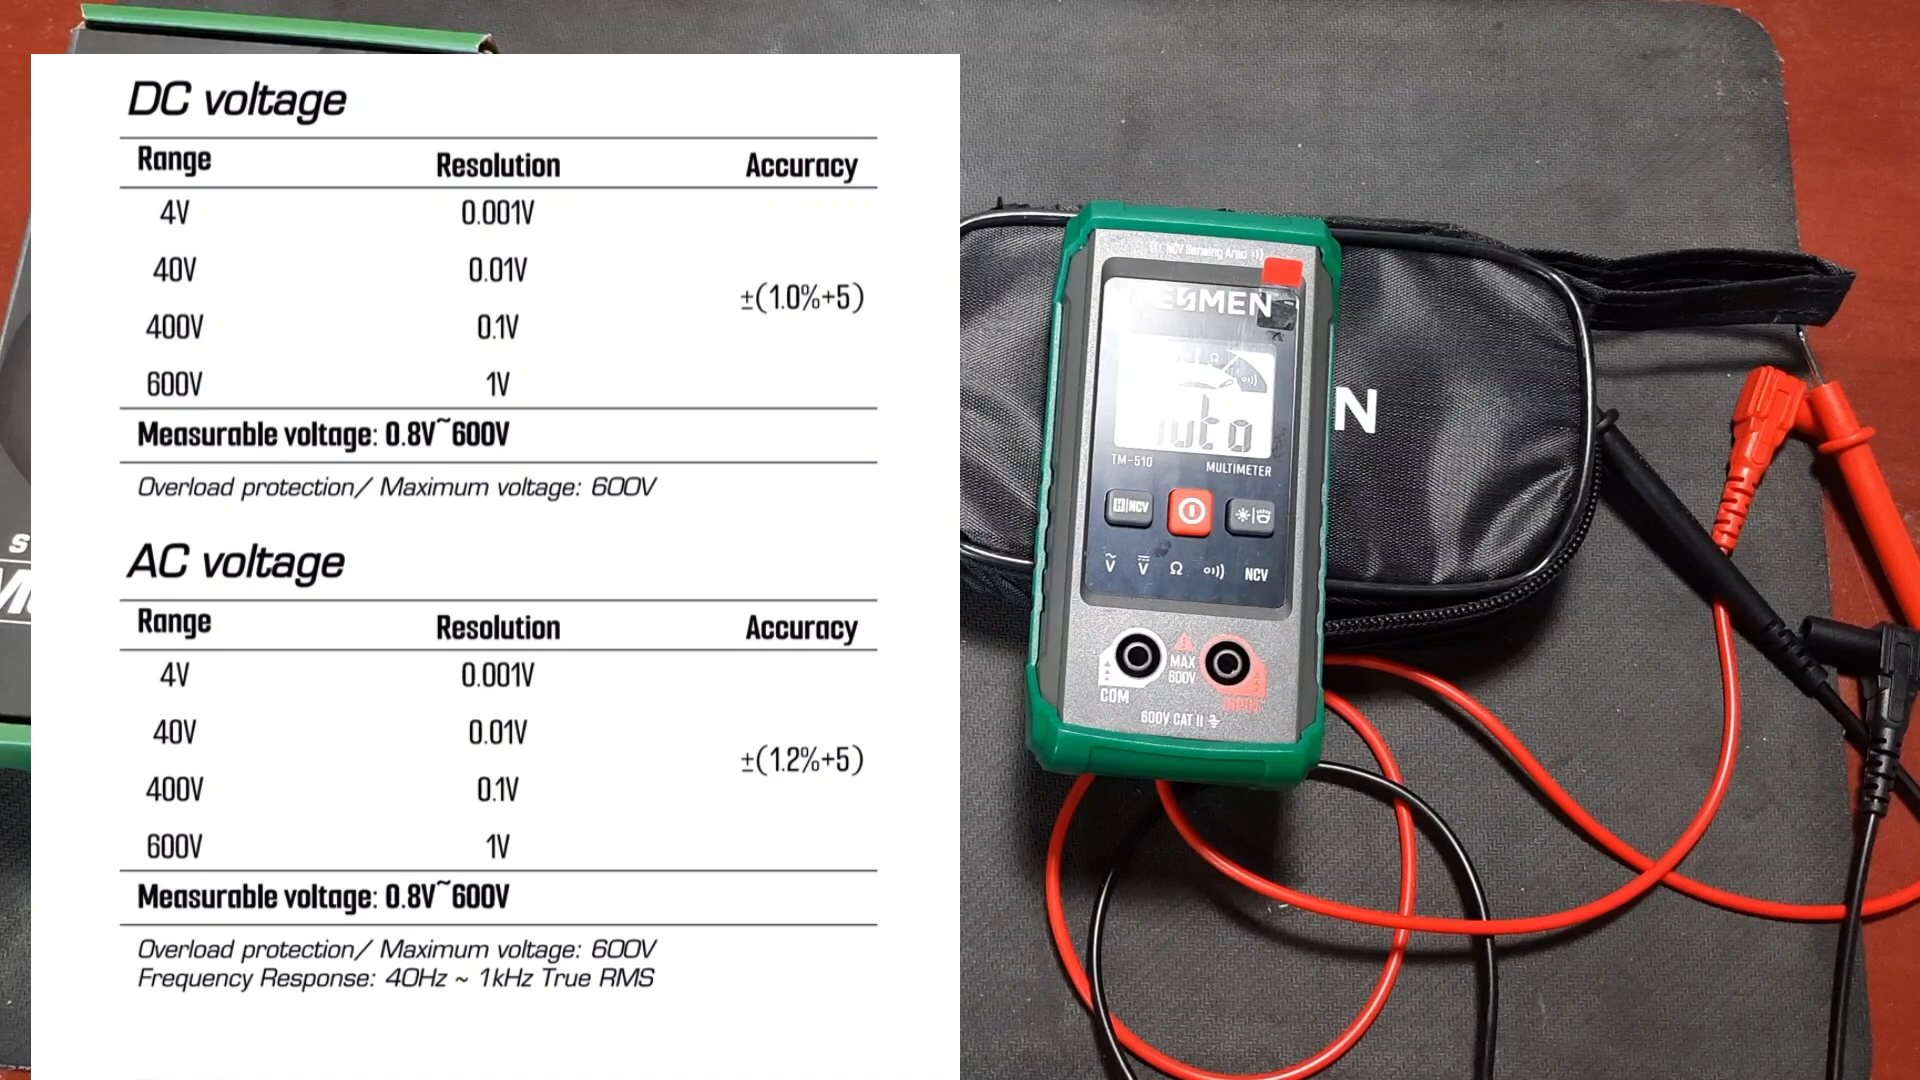 DC voltage
Range Resolution Accuracy
4V 0.001V
40V 0.01V
±(1.0%+5)
400V 0.1V
600V 1V
Measurable voltage: 0.8V~600V
Overload protection/ Maximum voltage: 600V
AC voltage
Range Resolution Accuracy
4V 0.001V
40V 0.01V
±(1.2%+5)
400V 0.1V
600V 1V
Measurable voltage: 0.8V~600V
Overload protection/ Maximum voltage: 600V
Frequency Response: 40Hz ~ 1kHz True RMS
NCV Sensing Area
TM-510 MULTIMETER
H|NCV
V V Ω NCV
MAX
600V
COM INPUT
600V CAT II
N